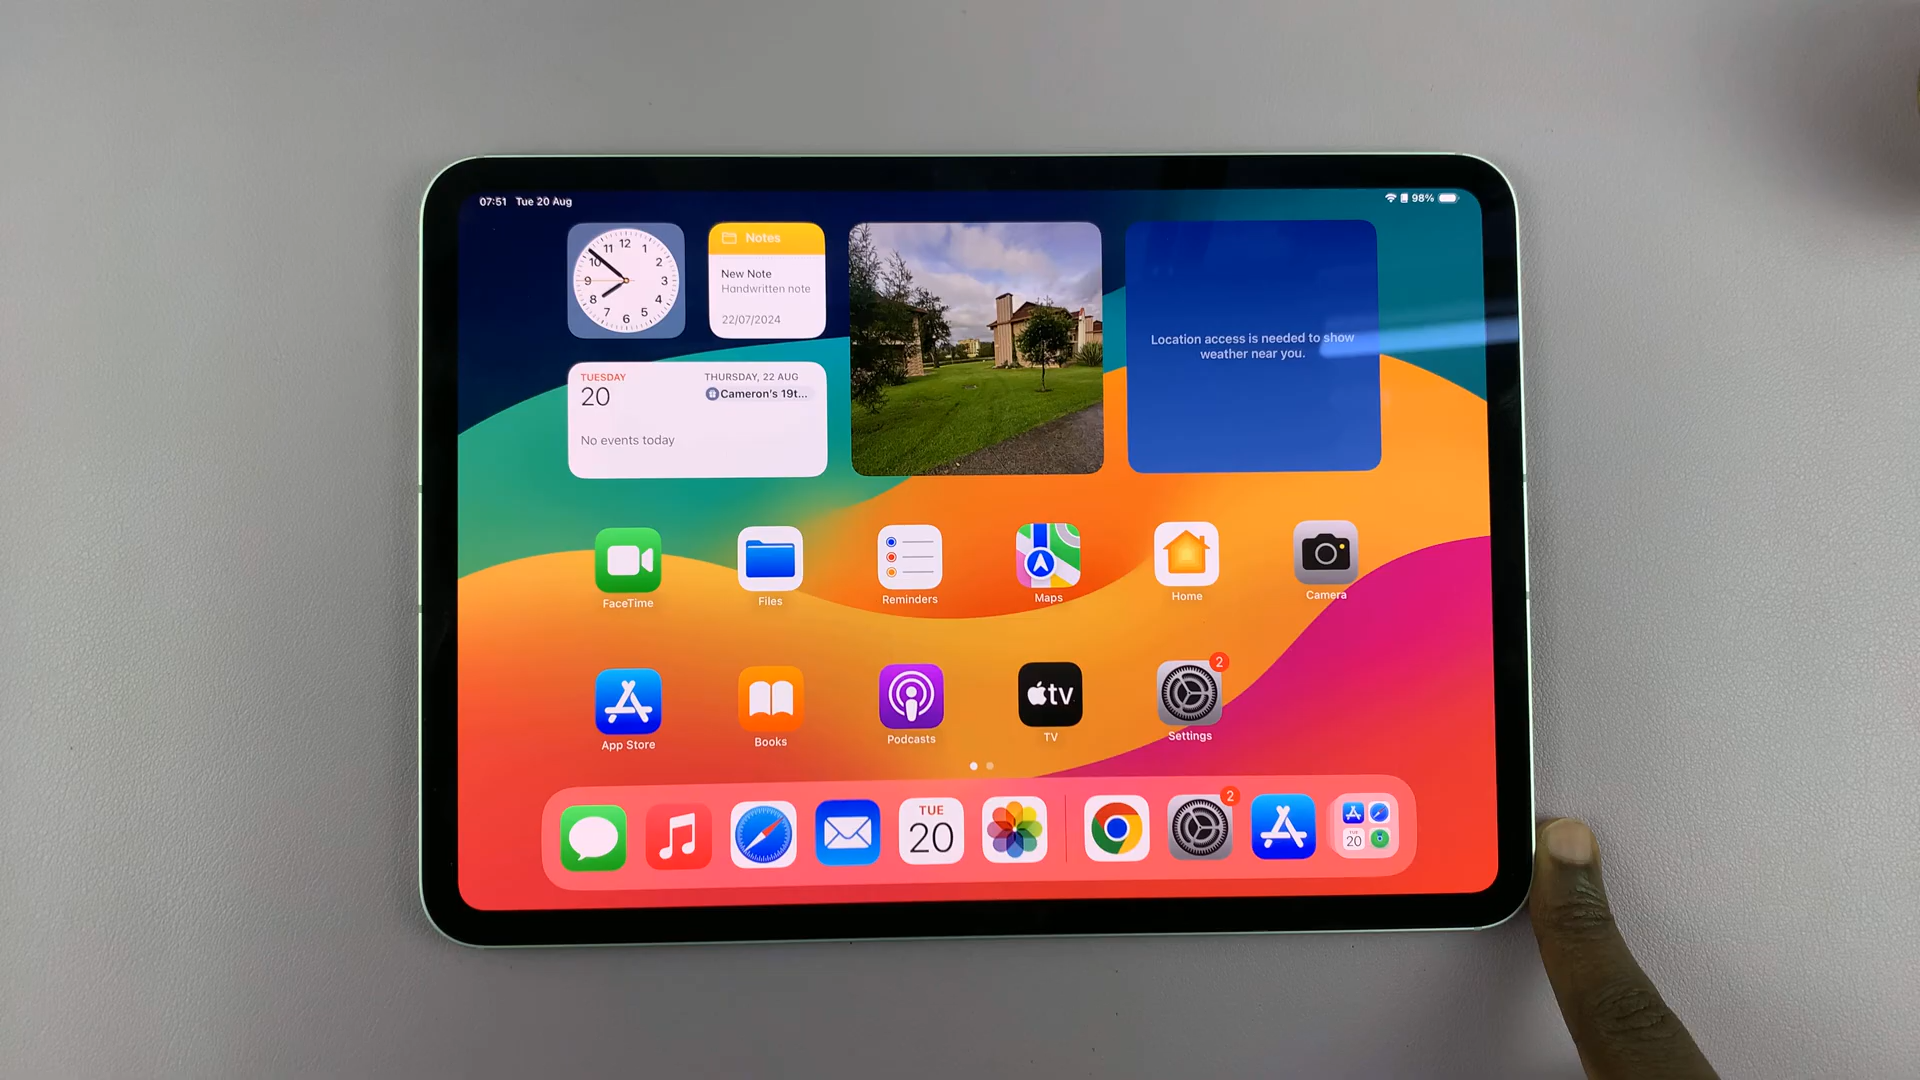 07:51 Tue 20 Aug
98%
12
1
2
3
4
5
6
7
8
9
10
11
Notes
New Note
Handwritten note
22/07/2024
Location access is needed to show
weather near you.
TUESDAY
20
No events today
THURSDAY, 22 AUG
Cameron's 19t...
FaceTime
Files
Reminders
Maps
Home
Camera
tv
2
App Store
Books
Podcasts
TV
Settings
TUE
20
2
20